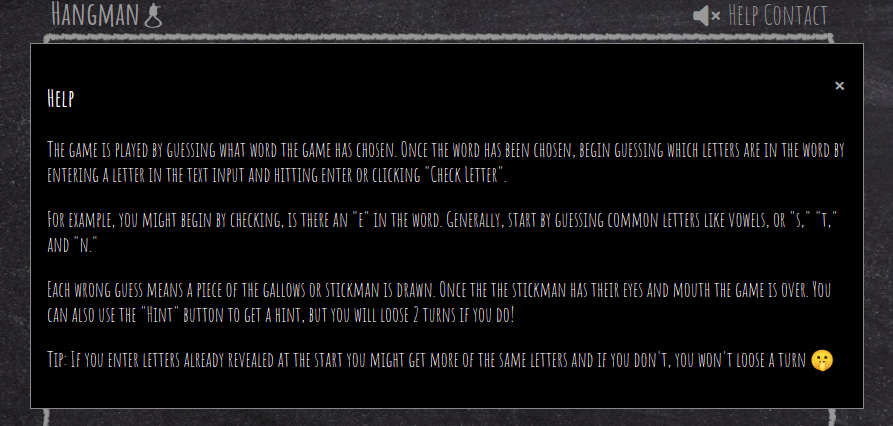 Hangman
Help Contact
Help
×
The game is played by guessing what word the game has chosen. Once the word has been chosen, begin guessing which letters are in the word by
entering a letter in the text input and hitting enter or clicking "Check Letter".
For example, you might begin by checking, is there an "e" in the word. Generally, start by guessing common letters like vowels, or "s," "t,"
and "n."
Each wrong guess means a piece of the gallows or stickman is drawn. Once the the stickman has their eyes and mouth the game is over. You
can also use the "Hint" button to get a hint, but you will loose 2 turns if you do!
Tip: If you enter letters already revealed at the start you might get more of the same letters and if you don't, you won't loose a turn 🤫